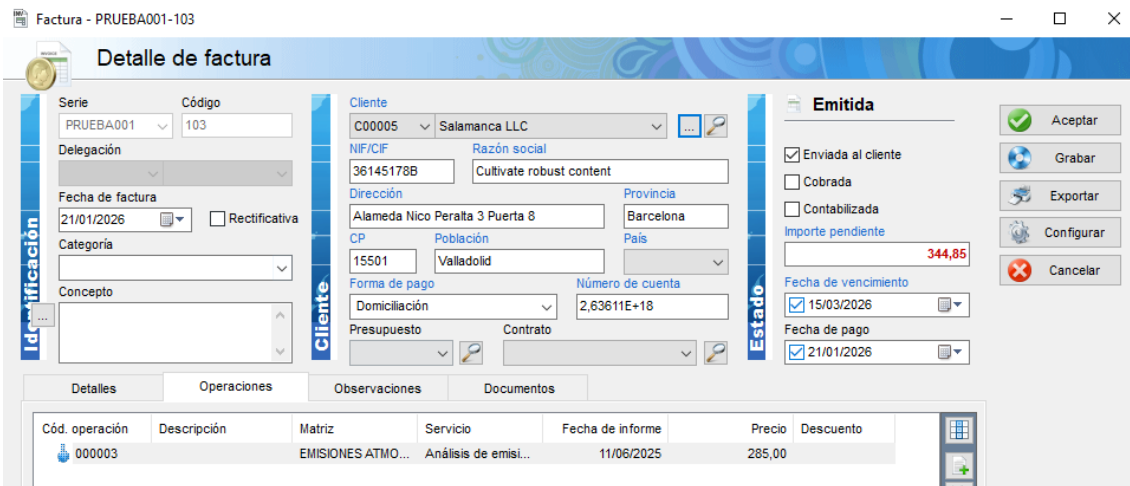 Factura - PRUEBA001-103
Detalle de factura
Identificación
Serie Código
PRUEBA001 103
Delegación
Fecha de factura
21/01/2026 Rectificativa
Categoría
Concepto
...
Cliente
Cliente
C00005 Salamanca LLC ...
NIF/CIF Razón social
36145178B Cultivate robust content
Dirección Provincia
Alameda Nico Peralta 3 Puerta 8 Barcelona
CP Población País
15501 Valladolid
Forma de pago Número de cuenta
Domiciliación 2,63611E+18
Presupuesto Contrato
Estado
Emitida
Enviada al cliente
Cobrada
Contabilizada
Importe pendiente
344,85
Fecha de vencimiento
15/03/2026
Fecha de pago
21/01/2026
Aceptar
Grabar
Exportar
Configurar
Cancelar
Detalles Operaciones Observaciones Documentos
Cód. operación Descripción Matriz Servicio Fecha de informe Precio Descuento
000003 EMISIONES ATMO... Análisis de emisi... 11/06/2025 285,00